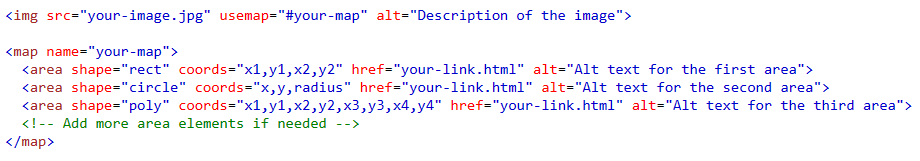 <img src="your-image.jpg" usemap="#your-map" alt="Description of the image">

<map name="your-map">
  <area shape="rect" coords="x1,y1,x2,y2" href="your-link.html" alt="Alt text for the first area">
  <area shape="circle" coords="x,y,radius" href="your-link.html" alt="Alt text for the second area">
  <area shape="poly" coords="x1,y1,x2,y2,x3,y3,x4,y4" href="your-link.html" alt="Alt text for the third area">
  <!-- Add more area elements if needed -->
</map>